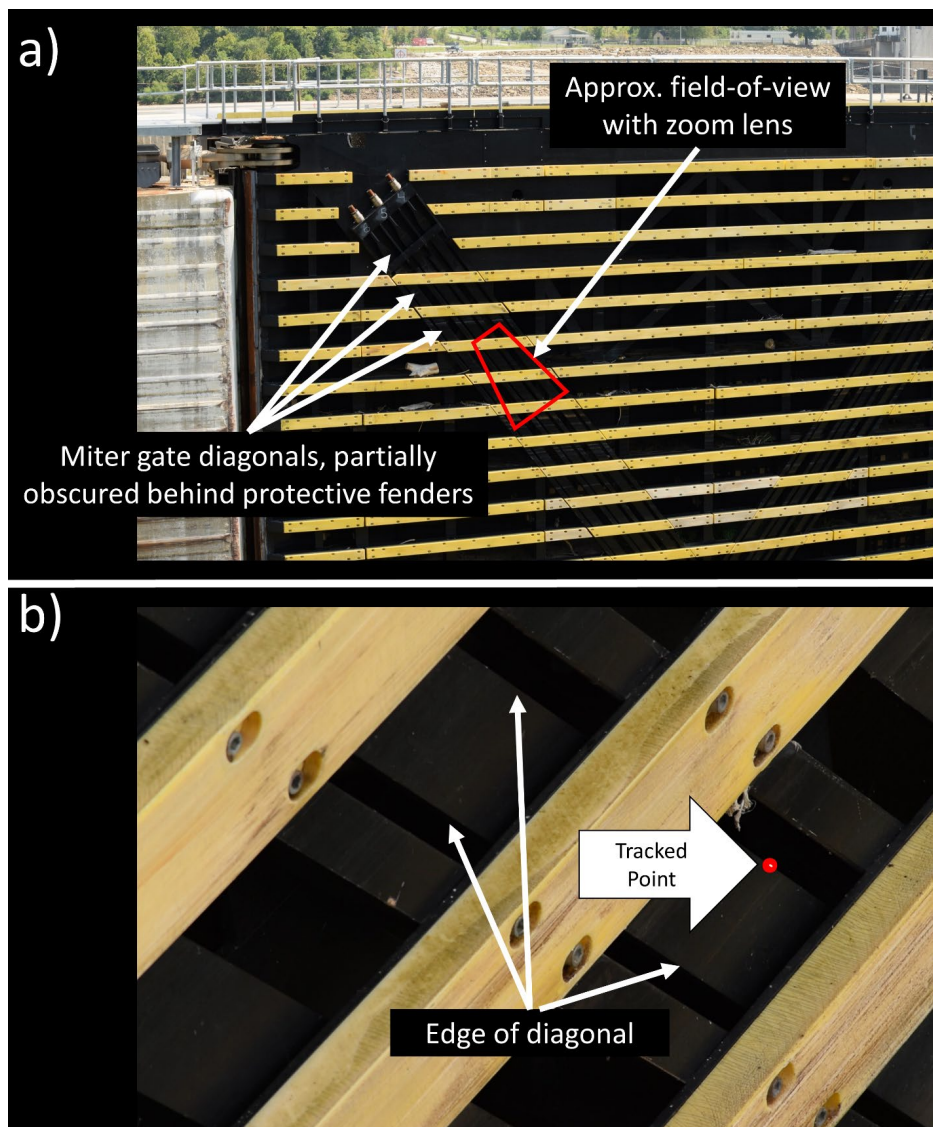 a)
Approx. field-of-view
with zoom lens
Miter gate diagonals, partially
obscured behind protective fenders
b)
Tracked
Point
Edge of diagonal